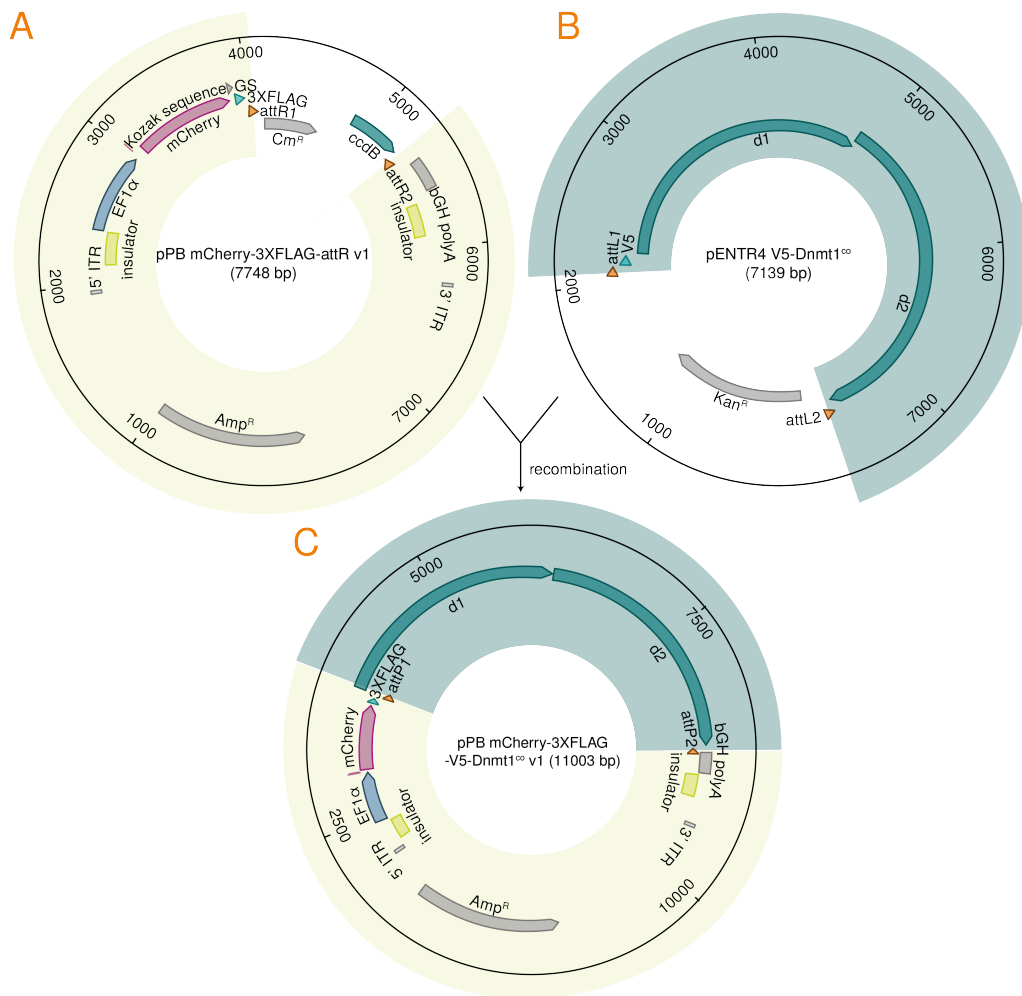 A
4000
5000
6000
7000
1000
2000
3000
Kozak sequence
GS
3XFLAG
attR1
mCherry
CmR
ccdB
attR2
bGH polyA
insulator
3' ITR
AmpR
5' ITR
insulator
EF1α
pPB mCherry-3XFLAG-attR v1
(7748 bp)
B
4000
5000
6000
7000
1000
2000
3000
attL1
V5
d1
d2
attL2
KanR
pENTR4 V5-Dnmt1co
(7139 bp)
recombination
C
5000
7500
10000
2500
d1
d2
3XFLAG
attP1
mCherry
EF1α
insulator
5' ITR
AmpR
3' ITR
insulator
attP2
bGH polyA
pPB mCherry-3XFLAG
-V5-Dnmt1co v1 (11003 bp)